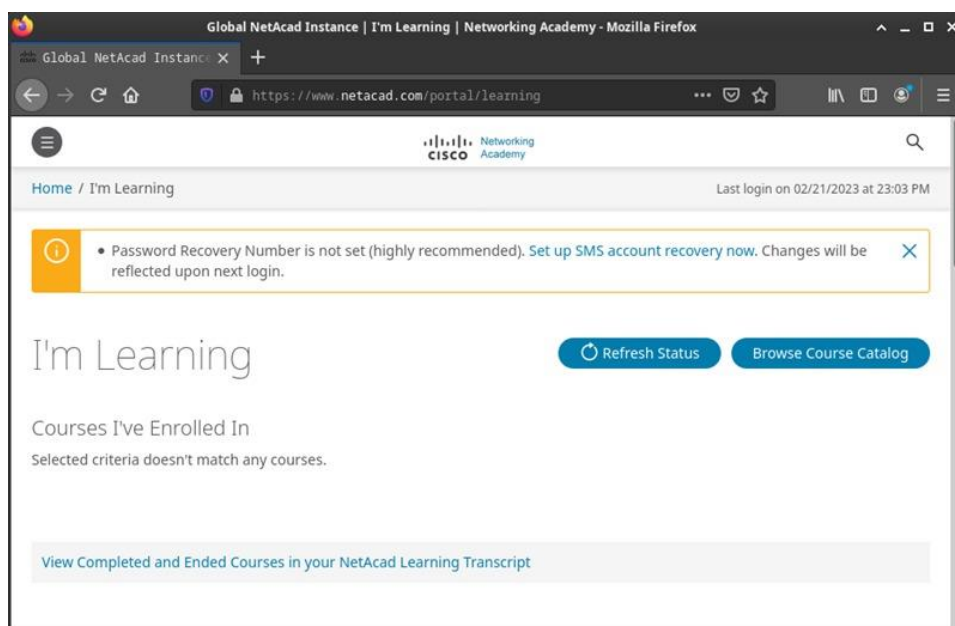 Global NetAcad Instance | I'm Learning | Networking Academy - Mozilla Firefox
Global NetAcad Instance
https://www.netacad.com/portal/learning
CISCO Networking Academy
Home / I'm Learning
Last login on 02/21/2023 at 23:03 PM
• Password Recovery Number is not set (highly recommended). Set up SMS account recovery now. Changes will be
reflected upon next login.
I'm Learning
Refresh Status
Browse Course Catalog
Courses I've Enrolled In
Selected criteria doesn't match any courses.
View Completed and Ended Courses in your NetAcad Learning Transcript